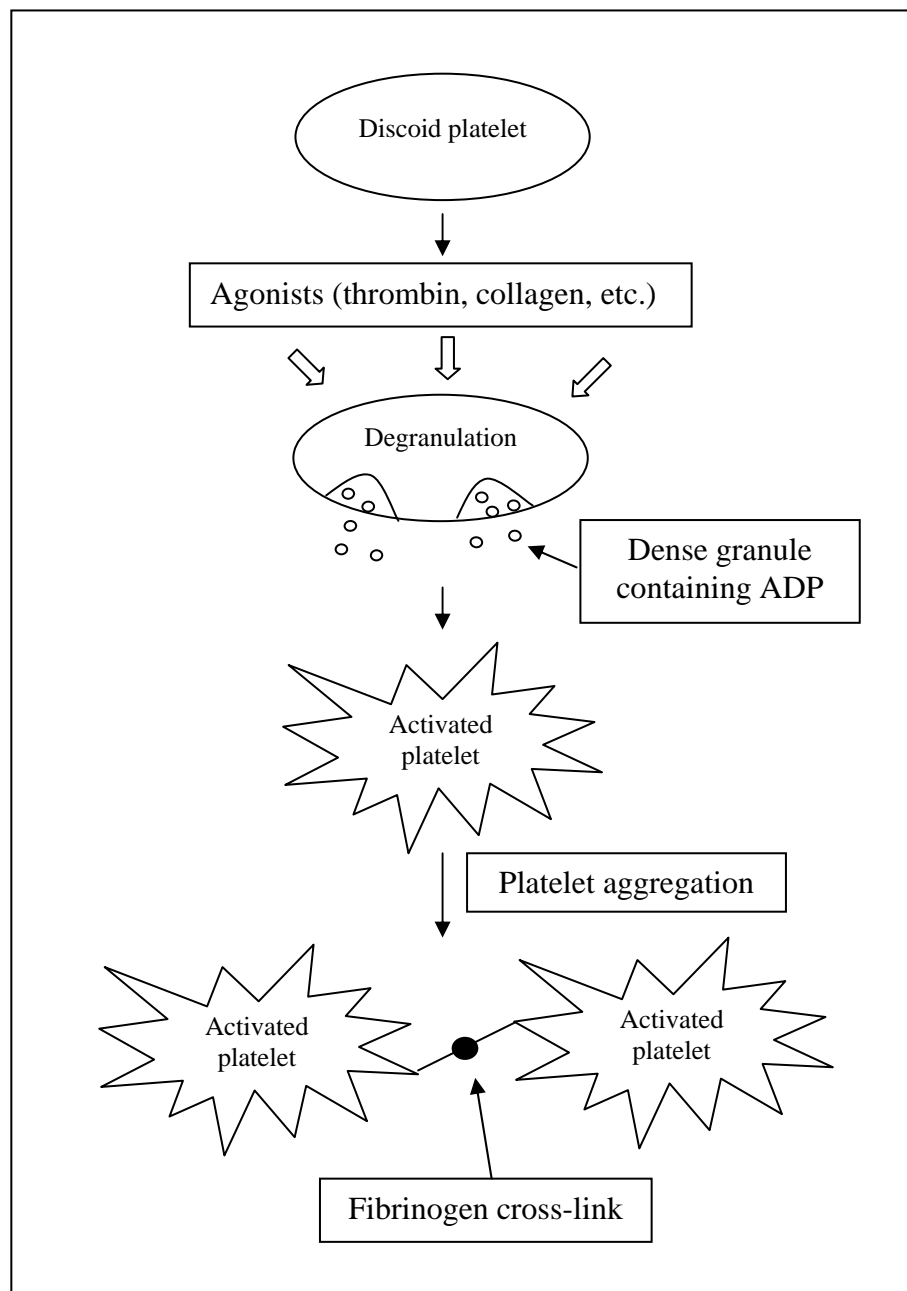 Discoid platelet
Agonists (thrombin, collagen, etc.)
Degranulation
Dense granule
containing ADP
Activated
platelet
Platelet aggregation
Activated
platelet
Activated
platelet
Fibrinogen cross-link